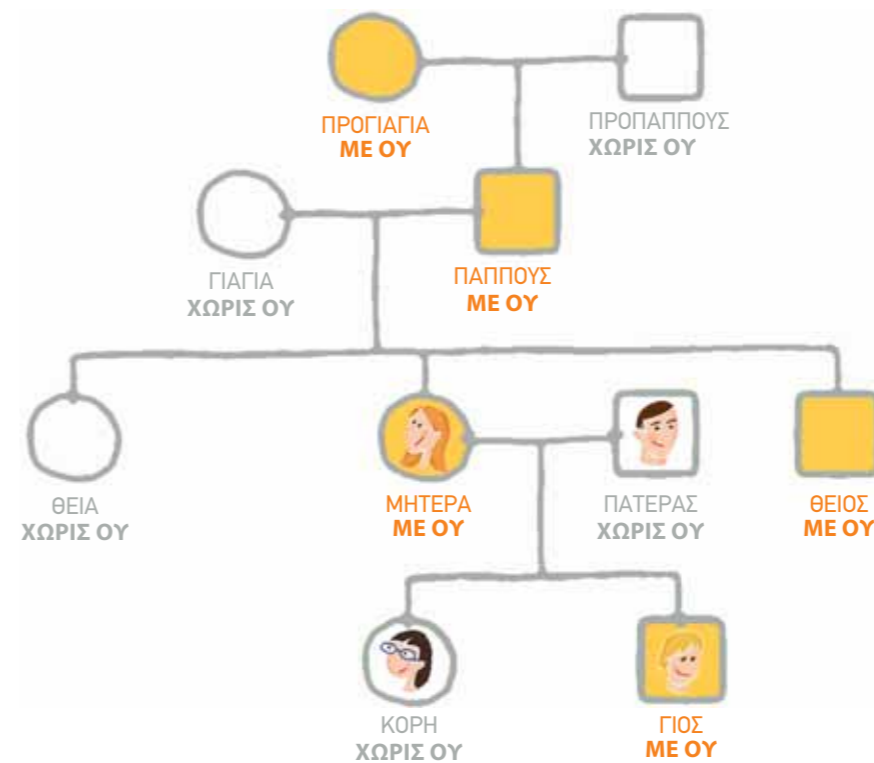 ΠΡΟΓΙΑΓΙΑ
ΜΕ ΟΥ
ΠΡΟΠΑΠΠΟΥΣ
ΧΩΡΙΣ ΟΥ
ΓΙΑΓΙΑ
ΧΩΡΙΣ ΟΥ
ΠΑΠΠΟΥΣ
ΜΕ ΟΥ
ΘΕΙΑ
ΧΩΡΙΣ ΟΥ
ΜΗΤΕΡΑ
ΜΕ ΟΥ
ΠΑΤΕΡΑΣ
ΧΩΡΙΣ ΟΥ
ΘΕΙΟΣ
ΜΕ ΟΥ
ΚΟΡΗ
ΧΩΡΙΣ ΟΥ
ΓΙΟΣ
ΜΕ ΟΥ